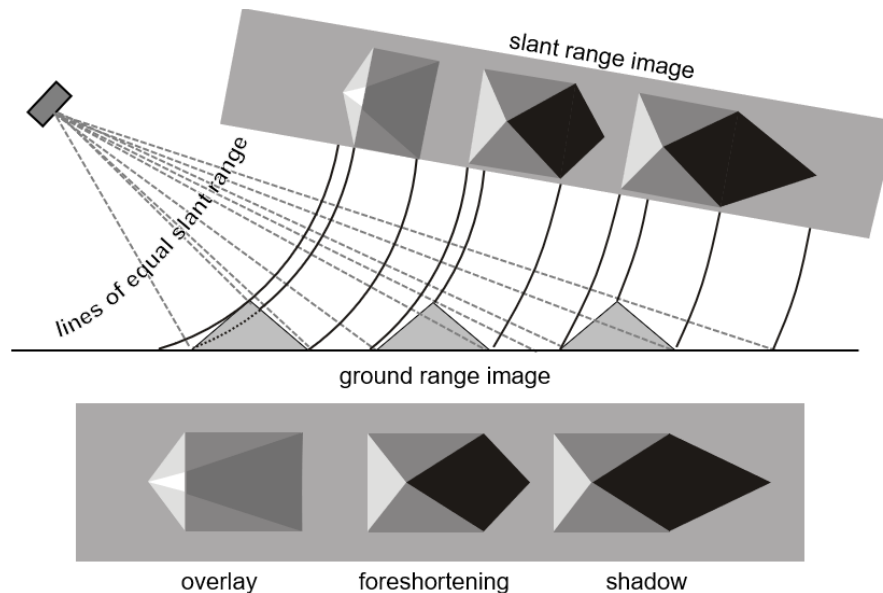 slant range image
lines of equal slant range
ground range image
overlay
foreshortening
shadow